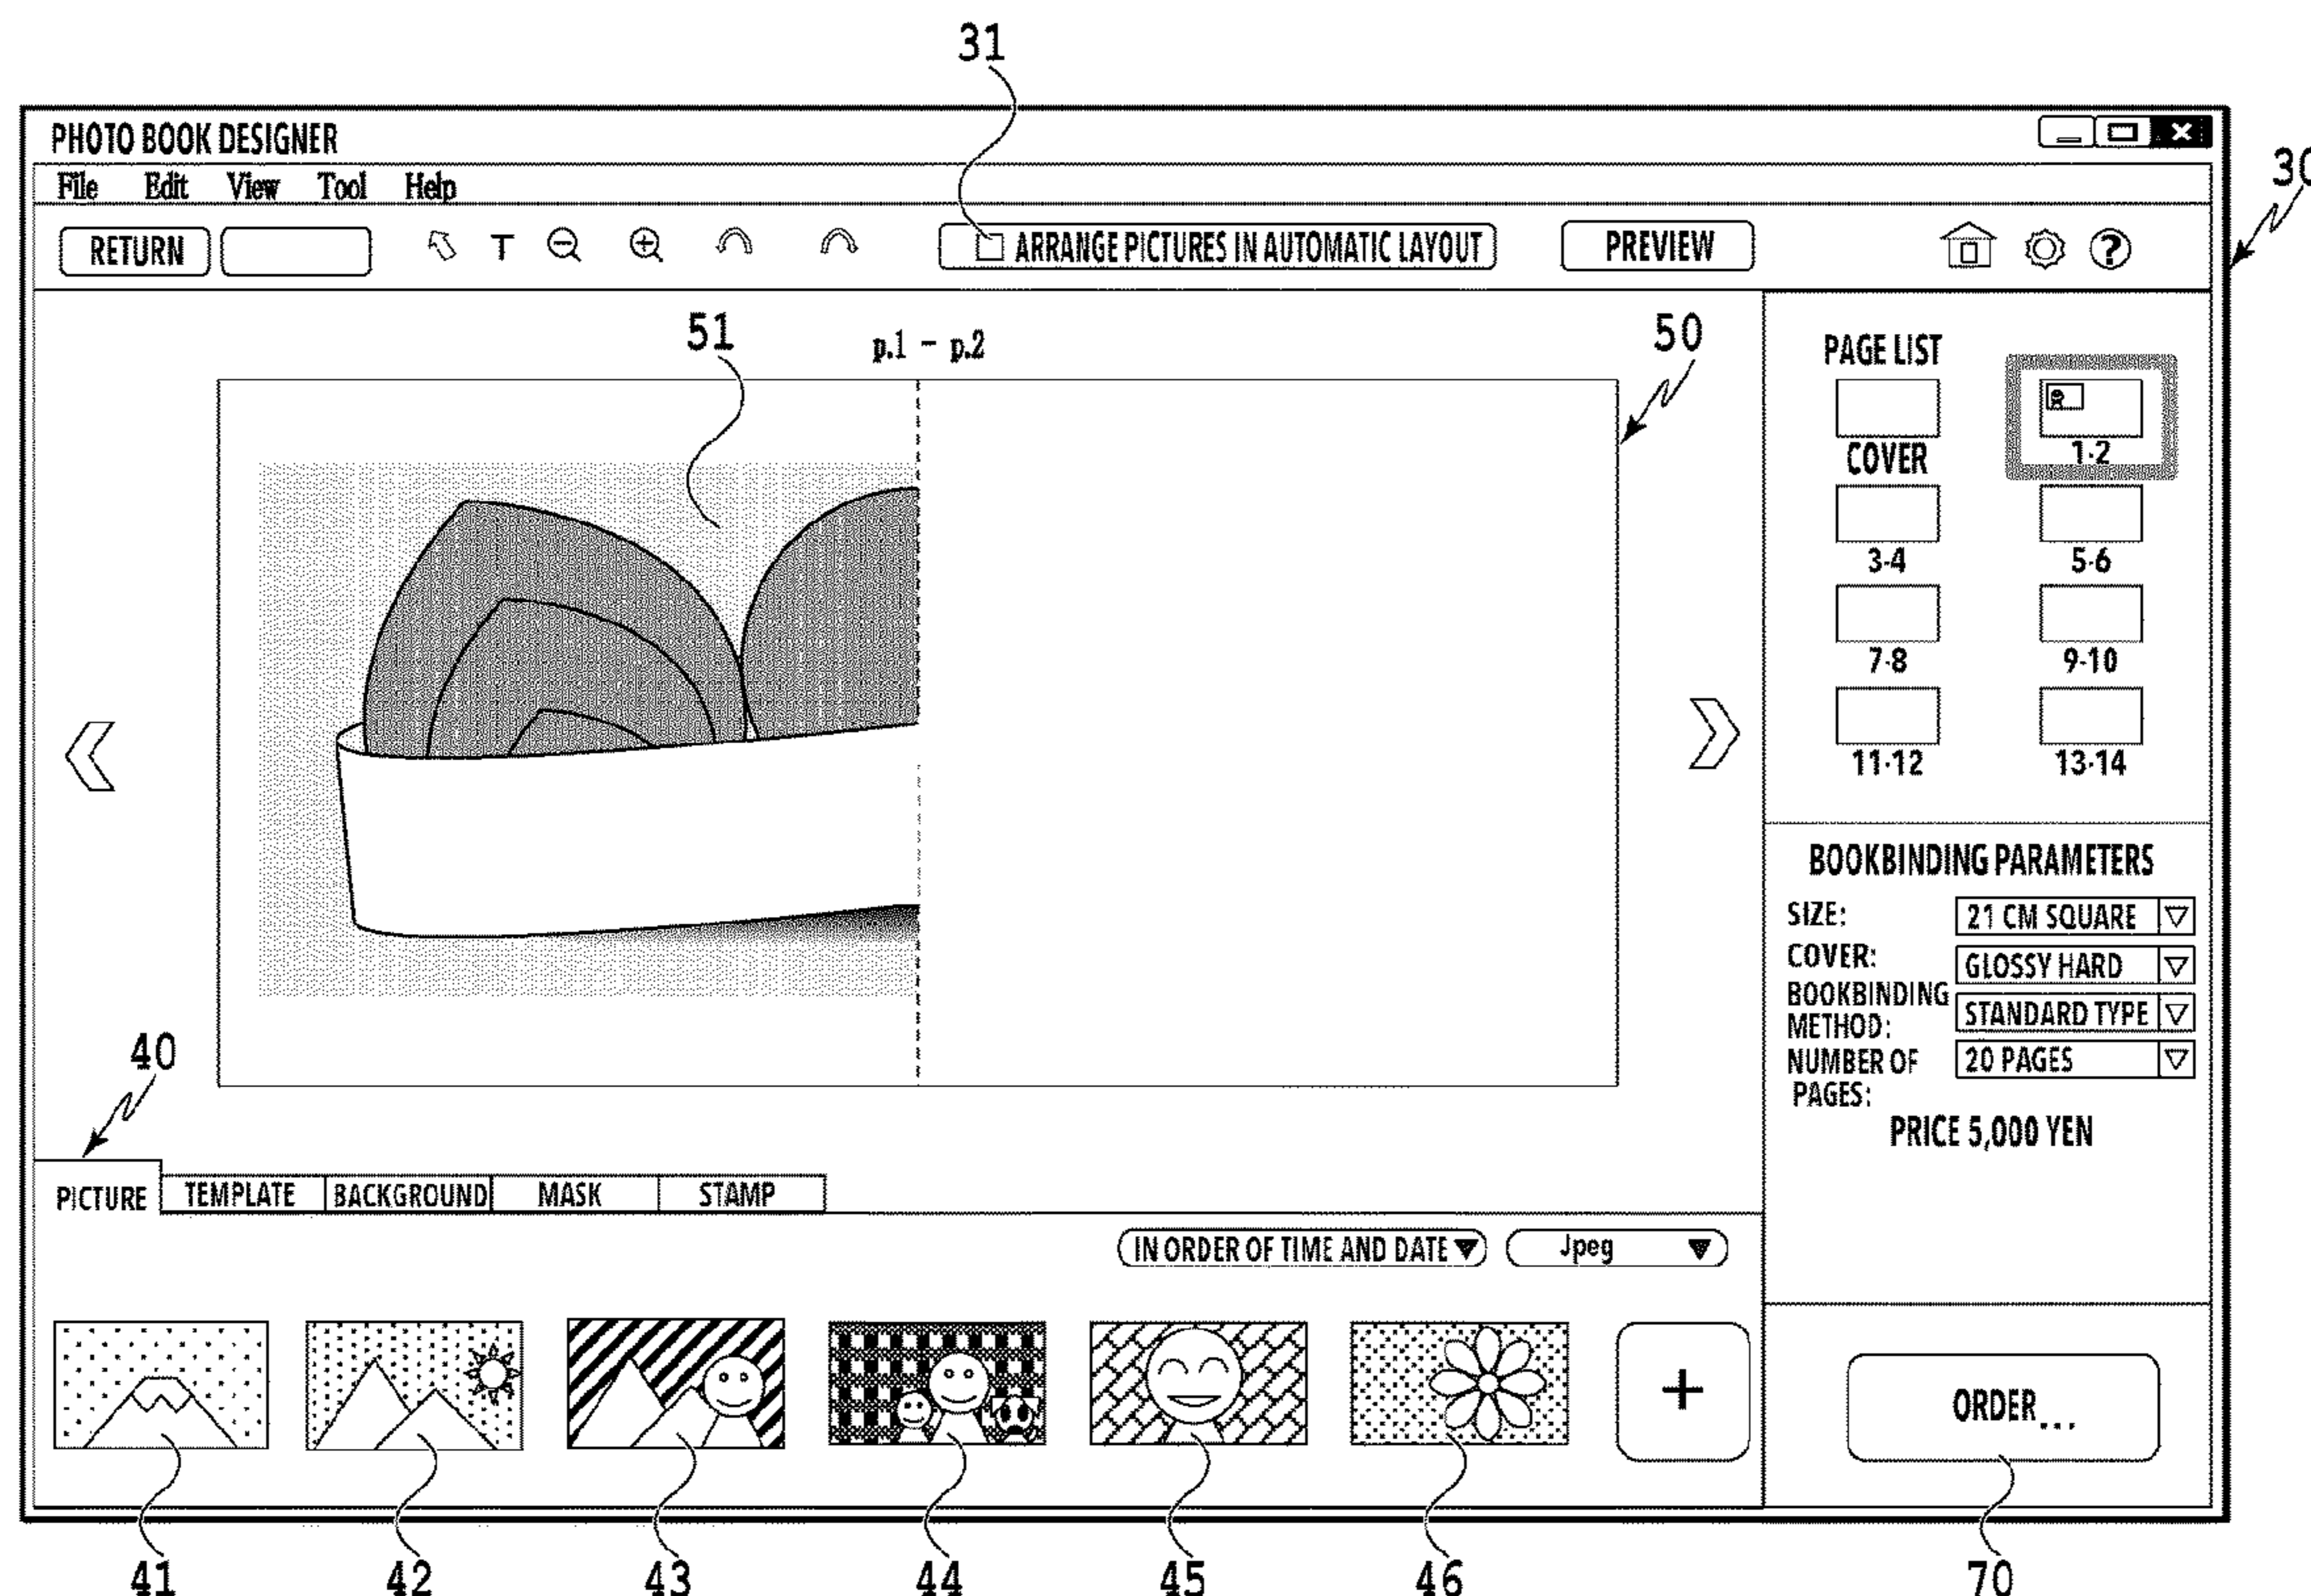 31
PHOTO BOOK DESIGNER
30
File Edit View Tool Help
RETURN T ARRANGE PICTURES IN AUTOMATIC LAYOUT PREVIEW ?
51
p.1 - p.2
50
PAGE LIST
COVER 1·2
3·4 5·6
7·8 9·10
11·12 13·14
BOOKBINDING PARAMETERS
SIZE: 21 CM SQUARE
COVER: GLOSSY HARD
BOOKBINDING
METHOD: STANDARD TYPE
NUMBER OF
PAGES: 20 PAGES
PRICE 5,000 YEN
40
PICTURE TEMPLATE BACKGROUND MASK STAMP
IN ORDER OF TIME AND DATE Jpeg
+
ORDER...
41 42 43 44 45 46 70